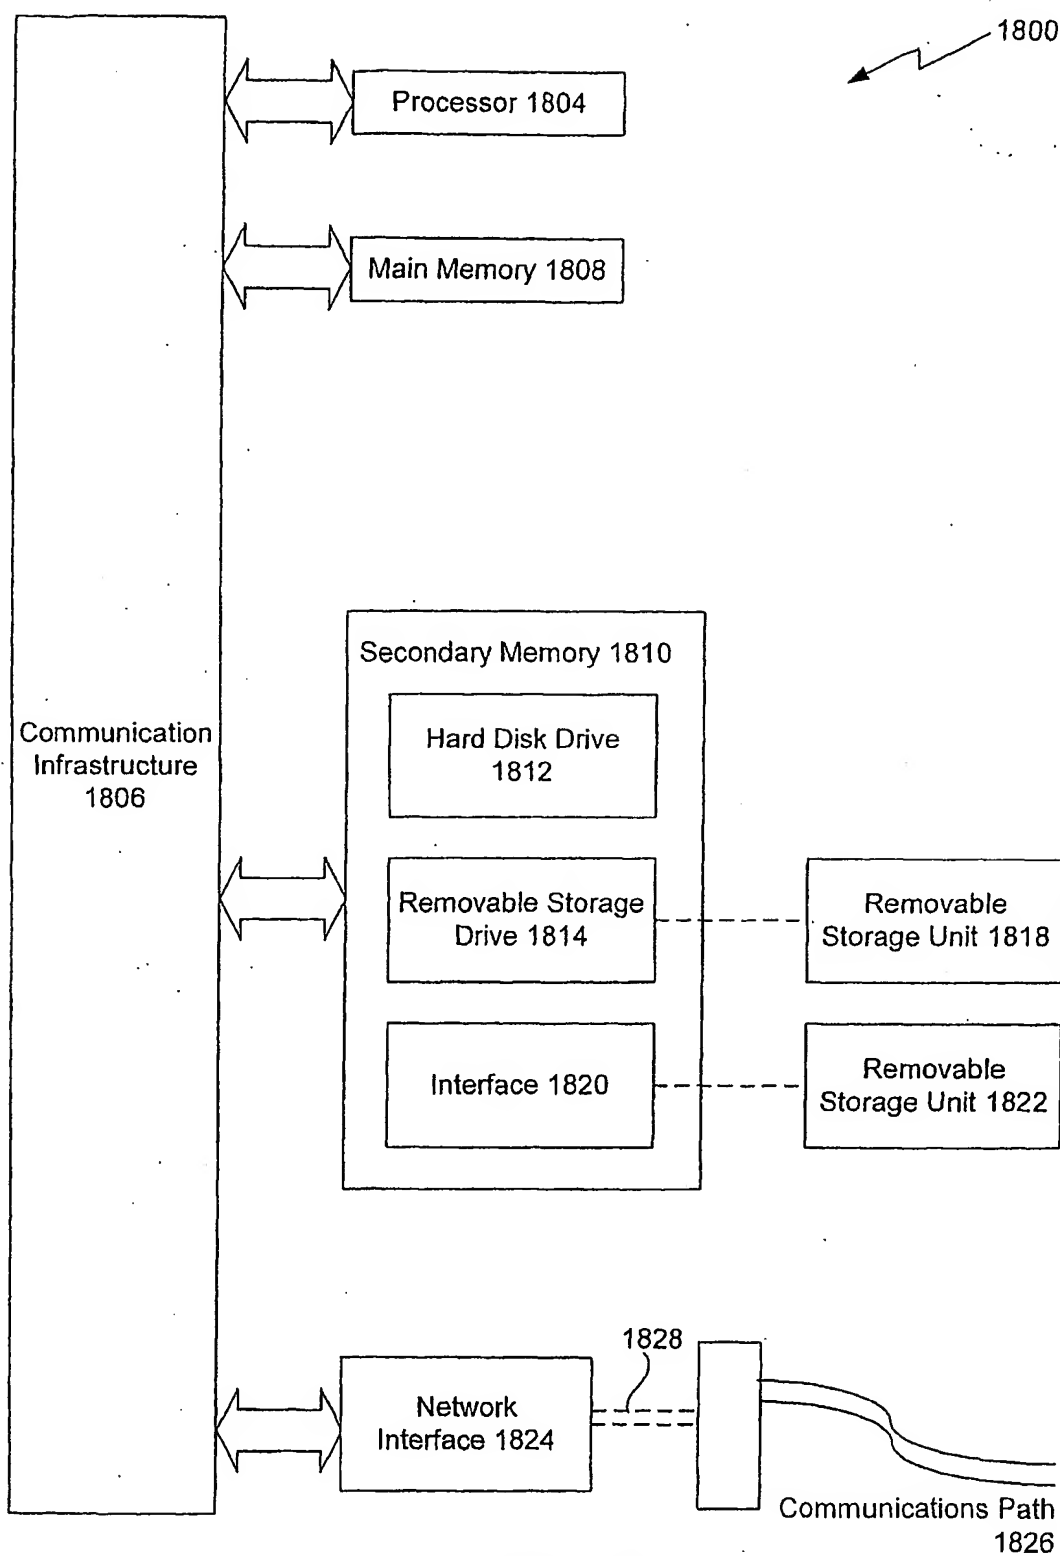 1800
Processor 1804
Main Memory 1808
Secondary Memory 1810
Hard Disk Drive
1812
Communication
Infrastructure
1806
Removable Storage
Drive 1814
Removable
Storage Unit 1818
Interface 1820
Removable
Storage Unit 1822
1828
Network
Interface 1824
Communications Path
1826